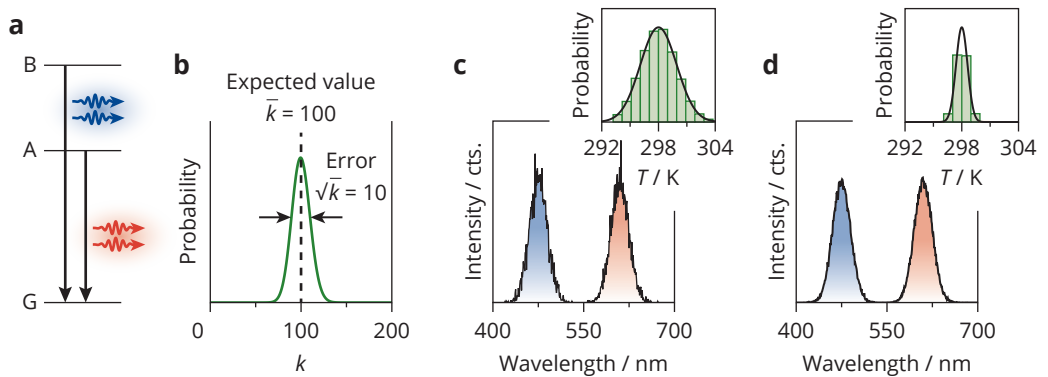 a
B
A
G
b
Expected value
k̅ = 100
Error
√k̅ = 10
Probability
0 100 200
k
c
Probability
292 298 304
T / K
Intensity / cts.
400 550 700
Wavelength / nm
d
Probability
292 298 304
T / K
Intensity / cts.
400 550 700
Wavelength / nm